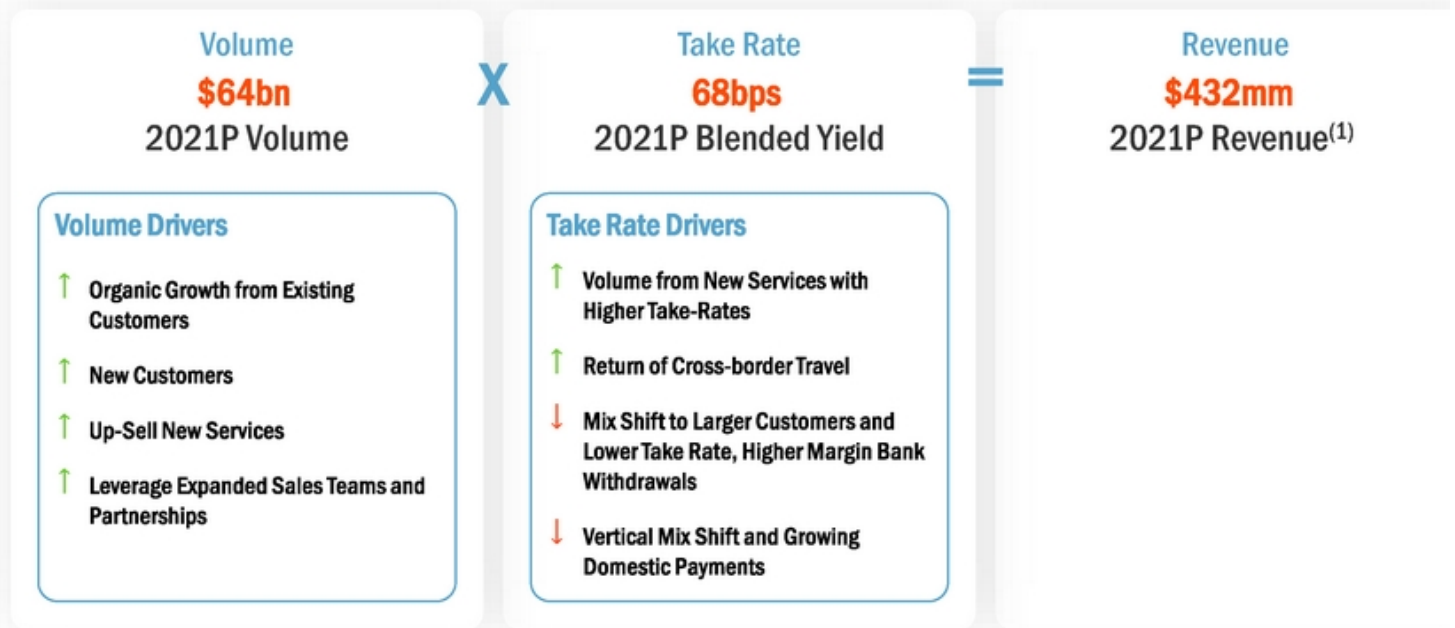 Volume
$64bn
2021P Volume
X
Take Rate
68bps
2021P Blended Yield
=
Revenue
$432mm
2021P Revenue(1)
Volume Drivers
↑ Organic Growth from Existing
Customers
↑ New Customers
↑ Up-Sell New Services
↑ Leverage Expanded Sales Teams and
Partnerships
Take Rate Drivers
↑ Volume from New Services with
Higher Take-Rates
↑ Return of Cross-border Travel
↓ Mix Shift to Larger Customers and
Lower Take Rate, Higher Margin Bank
Withdrawals
↓ Vertical Mix Shift and Growing
Domestic Payments